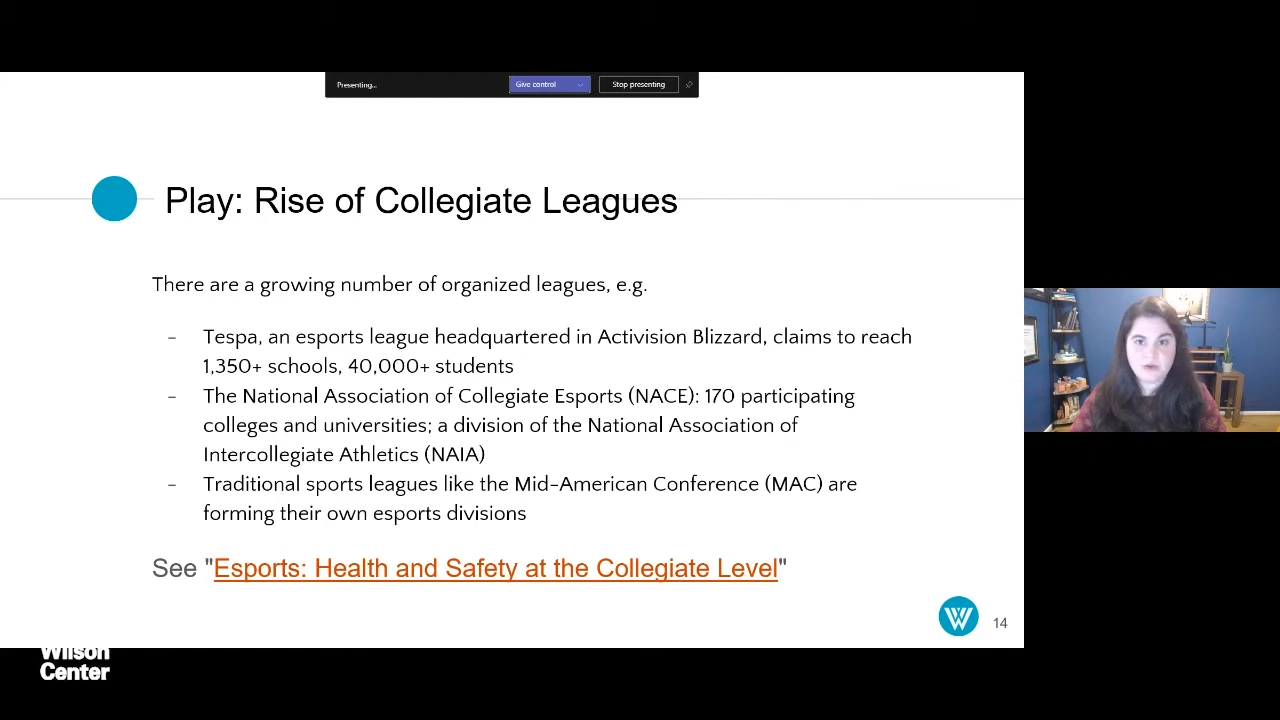 Presenting...
Give control
Stop presenting
Play: Rise of Collegiate Leagues
There are a growing number of organized leagues, e.g.
- Tespa, an esports league headquartered in Activision Blizzard, claims to reach
1,350+ schools, 40,000+ students
- The National Association of Collegiate Esports (NACE): 170 participating
colleges and universities; a division of the National Association of
Intercollegiate Athletics (NAIA)
- Traditional sports leagues like the Mid-American Conference (MAC) are
forming their own esports divisions
See "Esports: Health and Safety at the Collegiate Level"
W
14
Wilson
Center